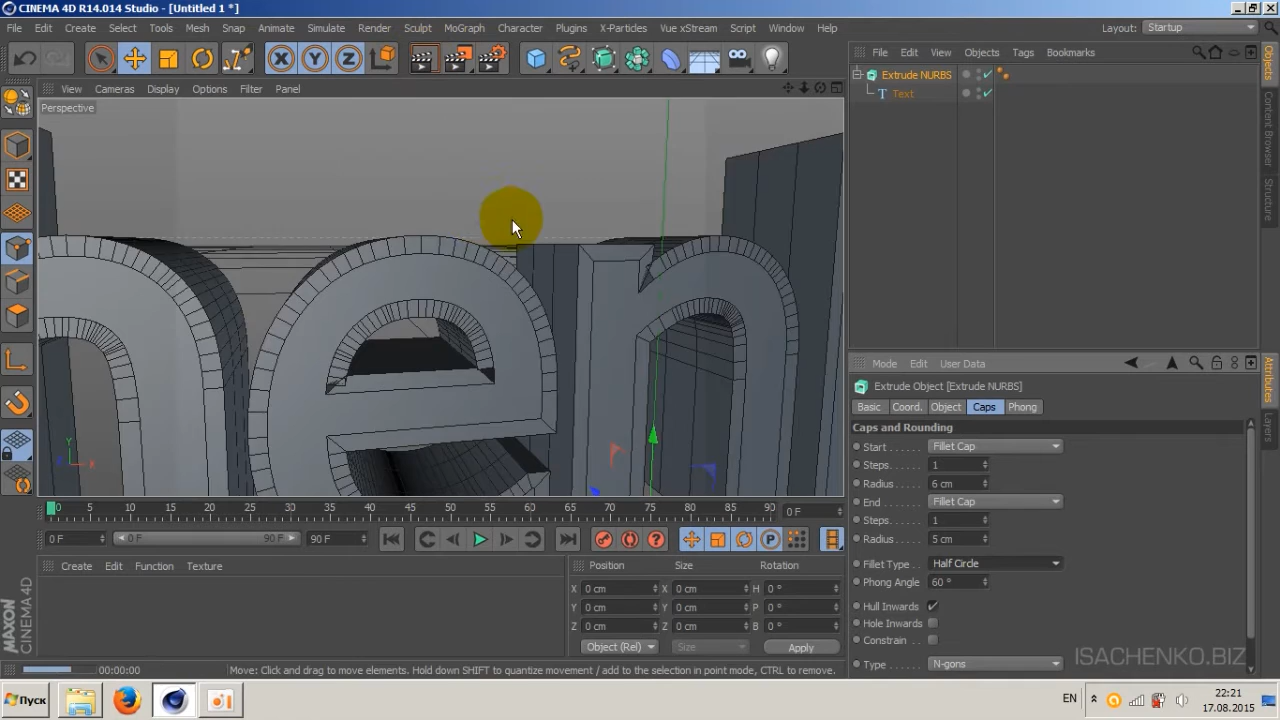 CINEMA 4D R14.014 Studio - [Untitled 1 *]
File Edit Create Select Tools Mesh Snap Animate Simulate Render Sculpt MoGraph Character Plugins X-Particles Vue xStream Script Window Help
Layout: Startup
X Y Z
File Edit View Objects Tags Bookmarks
View Cameras Display Options Filter Panel
Perspective
Extrude NURBS
Text
Objects
Content Browser
Structure
Mode Edit User Data
Extrude Object [Extrude NURBS]
Basic Coord. Object Caps Phong
Caps and Rounding
Start Fillet Cap
Steps 1
Radius 6 cm
End Fillet Cap
Steps 1
Radius 5 cm
Fillet Type Half Circle
Phong Angle 60 °
Hull Inwards
Hole Inwards
Constrain
Type N-gons
Attributes
Layers
Y
X
Z
0 5 10 15 20 25 30 35 40 45 50 55 60 65 70 75 80 85 90 0 F
0 F 0 F 90 F 90 F
P
Create Edit Function Texture
Position Size Rotation
X 0 cm X 0 cm H 0 °
Y 0 cm Y 0 cm P 0 °
Z 0 cm Z 0 cm B 0 °
Object (Rel) Size Apply
MAXON
CINEMA 4D
ISACHENKO.BIZ
00:00:00 Move: Click and drag to move elements. Hold down SHIFT to quantize movement / add to the selection in point mode, CTRL to remove.
Пуск
EN
22:21
17.08.2015